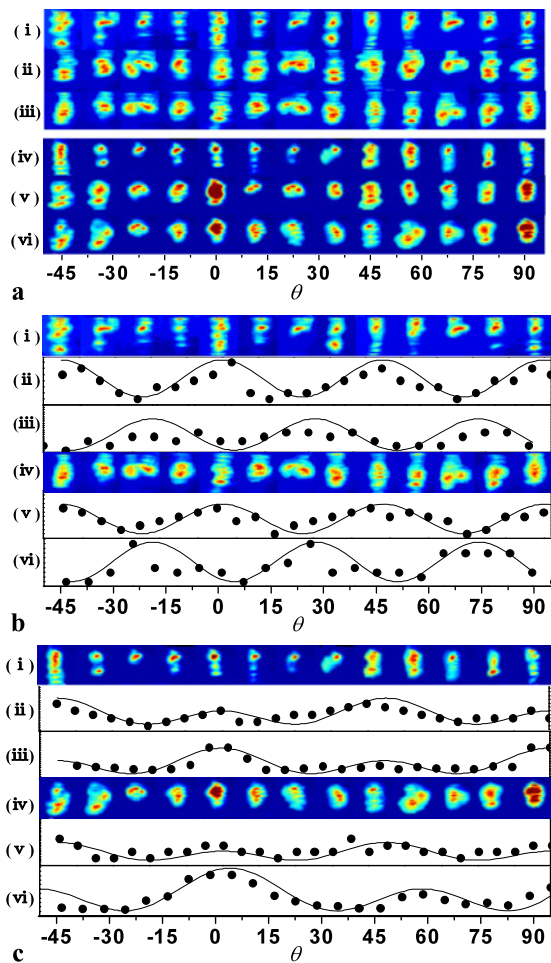 ( i )
( ii )
(iii)
(iv)
( v )
(vi)
-45 -30 -15 0 15 30 45 60 75 90
a θ
( i )
( ii )
(iii)
(iv)
( v )
(vi)
-45 -30 -15 0 15 30 45 60 75 90
b θ
( i )
( ii )
(iii)
(iv)
( v )
(vi)
-45 -30 -15 0 15 30 45 60 75 90
c θ